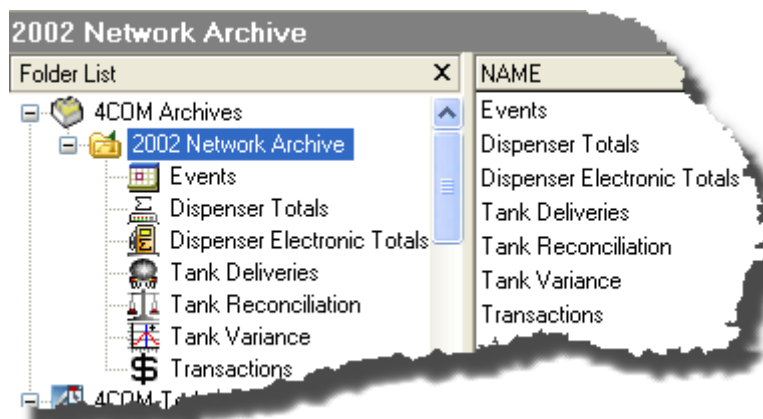 2002 Network Archive
Folder List
4COM Archives
2002 Network Archive
Events
Dispenser Totals
Dispenser Electronic Totals
Tank Deliveries
Tank Reconciliation
Tank Variance
Transactions
4COM
NAME
Events
Dispenser Totals
Dispenser Electronic Totals
Tank Deliveries
Tank Reconciliation
Tank Variance
Transactions